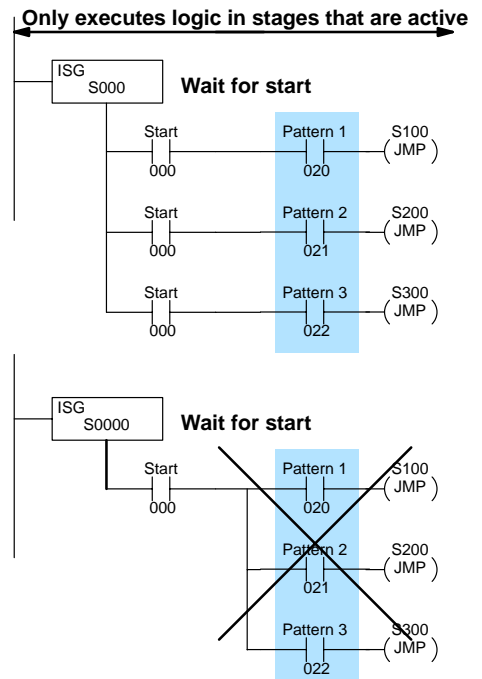 Only executes logic in stages that are active
ISG
S000
Wait for start
Start
Pattern 1
S100
JMP
000
020
Start
Pattern 2
S200
JMP
000
021
Start
Pattern 3
S300
JMP
000
022
ISG
S0000
Wait for start
Start
Pattern 1
S100
JMP
000
020
Pattern 2
S200
JMP
021
Pattern 3
S300
JMP
022